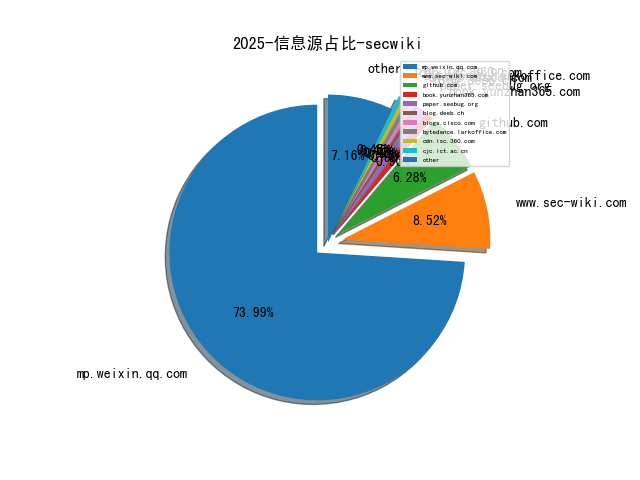 2025-信息源占比-secwiki
other
mp.weixin.qq.com
www.sec-wiki.com
github.com
book.yunzhan365.com
paper.seebug.org
blog.deeb.ch
blogs.cisco.com
bytedance.larkoffice.com
cdn.isc.360.com
cjc.ict.ac.cn
other
github.com
7.16%
6.28%
www.sec-wiki.com
8.52%
73.99%
mp.weixin.qq.com